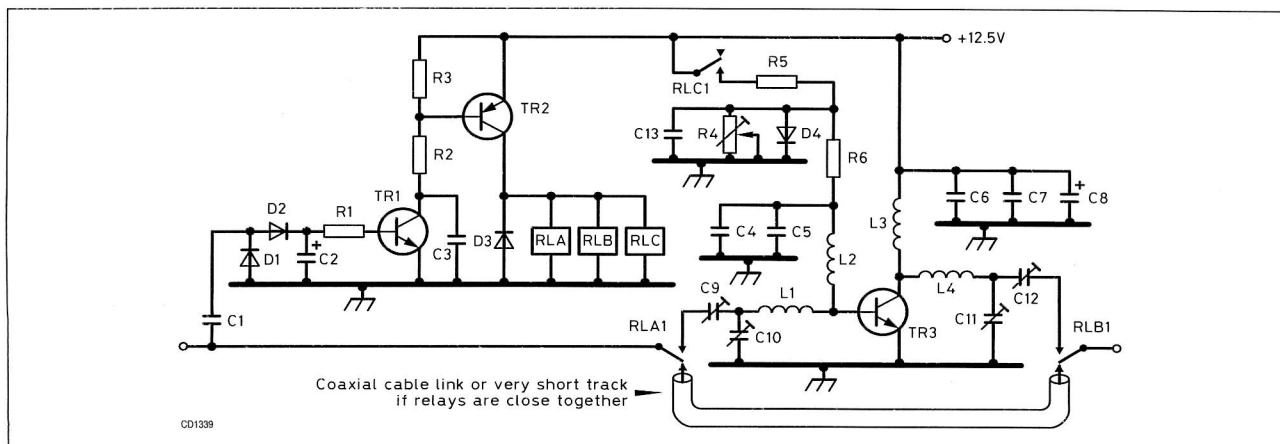 +12.5V
R3
RLC1
R5
TR2
C13
R4
D4
R2
R6
TR1
C6
C7
+
C8
D2
R1
L3
+
D1
C2
C3
D3
RLA
RLB
RLC
C4
C5
L2
C9
L1
L4
C12
C1
RLA1
C10
TR3
C11
RLB1
Coaxial cable link or very short track
if relays are close together
CD1339